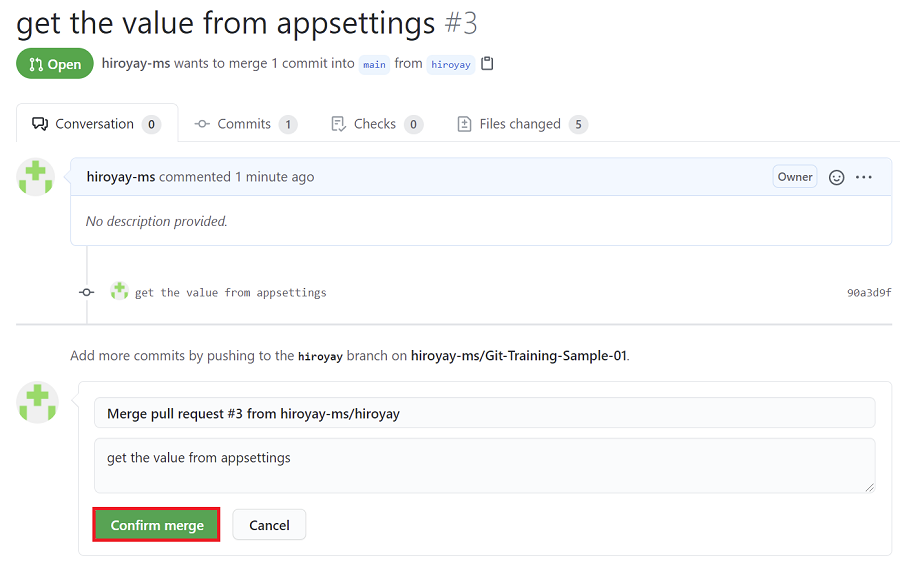 get the value from appsettings #3
Open hiroyay-ms wants to merge 1 commit into main from hiroyay
Conversation 0 Commits 1 Checks 0 Files changed 5
hiroyay-ms commented 1 minute ago Owner
No description provided.
get the value from appsettings 90a3d9f
Add more commits by pushing to the hiroyay branch on hiroyay-ms/Git-Training-Sample-01.
Merge pull request #3 from hiroyay-ms/hiroyay
get the value from appsettings
Confirm merge Cancel